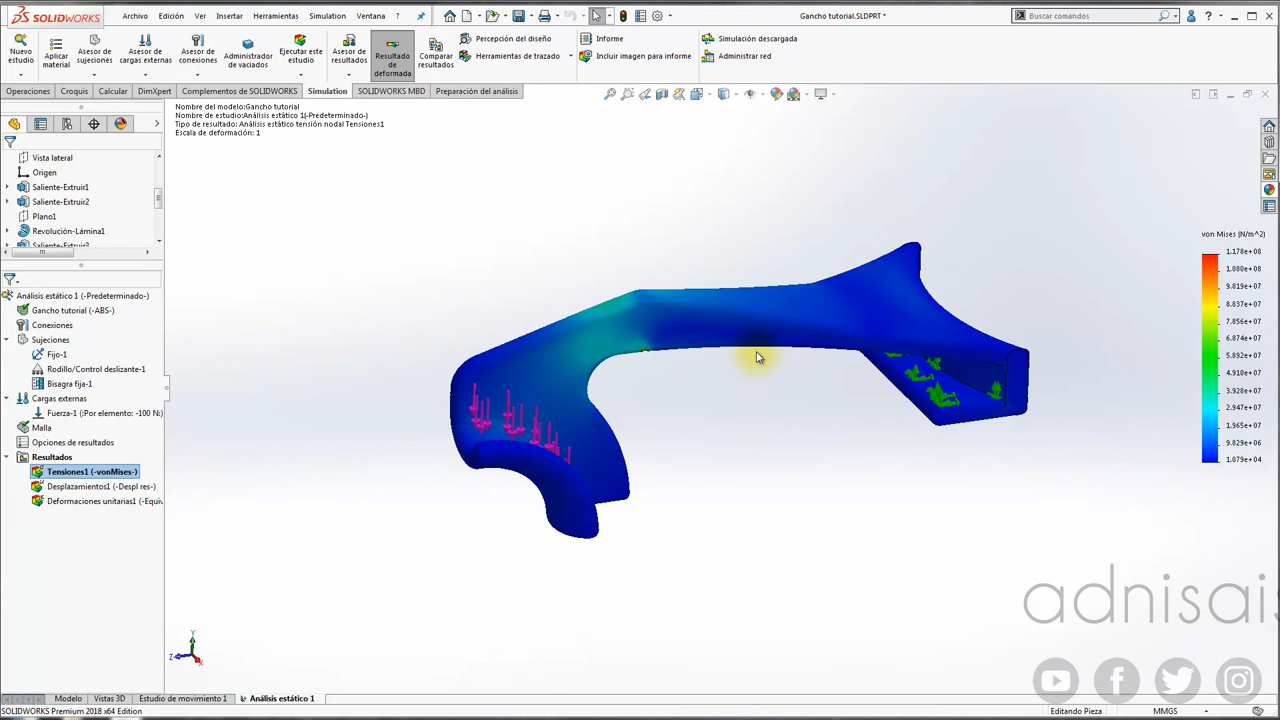 SOLIDWORKS
Archivo Edición Ver Insertar Herramientas Simulation Ventana ?
Gancho tutorial.SLDPRT *
Buscar comandos
Nuevo estudio
Aplicar material
Asesor de sujeciones
Asesor de cargas externas
Asesor de conexiones
Administrador de vaciados
Ejecutar este estudio
Asesor de resultados
Resultado de deformada
Comparar resultados
Percepción del diseño
Herramientas de trazado
Informe
Incluir imagen para informe
Simulación descargada
Administrar red
Operaciones Croquis Calcular DimXpert Complementos de SOLIDWORKS Simulation SOLIDWORKS MBD Preparación del análisis
Nombre del modelo:Gancho tutorial
Nombre de estudio:Análisis estático 1(-Predeterminado-)
Tipo de resultado: Análisis estático tensión nodal Tensiones1
Escala de deformación: 1
Vista lateral
Origen
Saliente-Extruir1
Saliente-Extruir2
Plano1
Revolución-Lámina1
Saliente-Extruir3
Análisis estático 1 (-Predeterminado-)
Gancho tutorial (-ABS-)
Conexiones
Sujeciones
Fijo-1
Rodillo/Control deslizante-1
Bisagra fija-1
Cargas externas
Fuerza-1 (:Por elemento: -100 N:)
Malla
Opciones de resultados
Resultados
Tensiones1 (-vonMises-)
Desplazamientos1 (-Despl res-)
Deformaciones unitarias1 (-Equiv
von Mises (N/m^2)
1.178e+08
1.080e+08
9.820e+07
8.838e+07
7.856e+07
6.874e+07
5.892e+07
4.910e+07
3.929e+07
2.947e+07
1.965e+07
9.829e+06
1.079e+04
Y
Z
X
adnisais
Modelo Vistas 3D Estudio de movimiento 1 Análisis estático 1
SOLIDWORKS Premium 2018 x64 Edition
Editando Pieza
MMGS